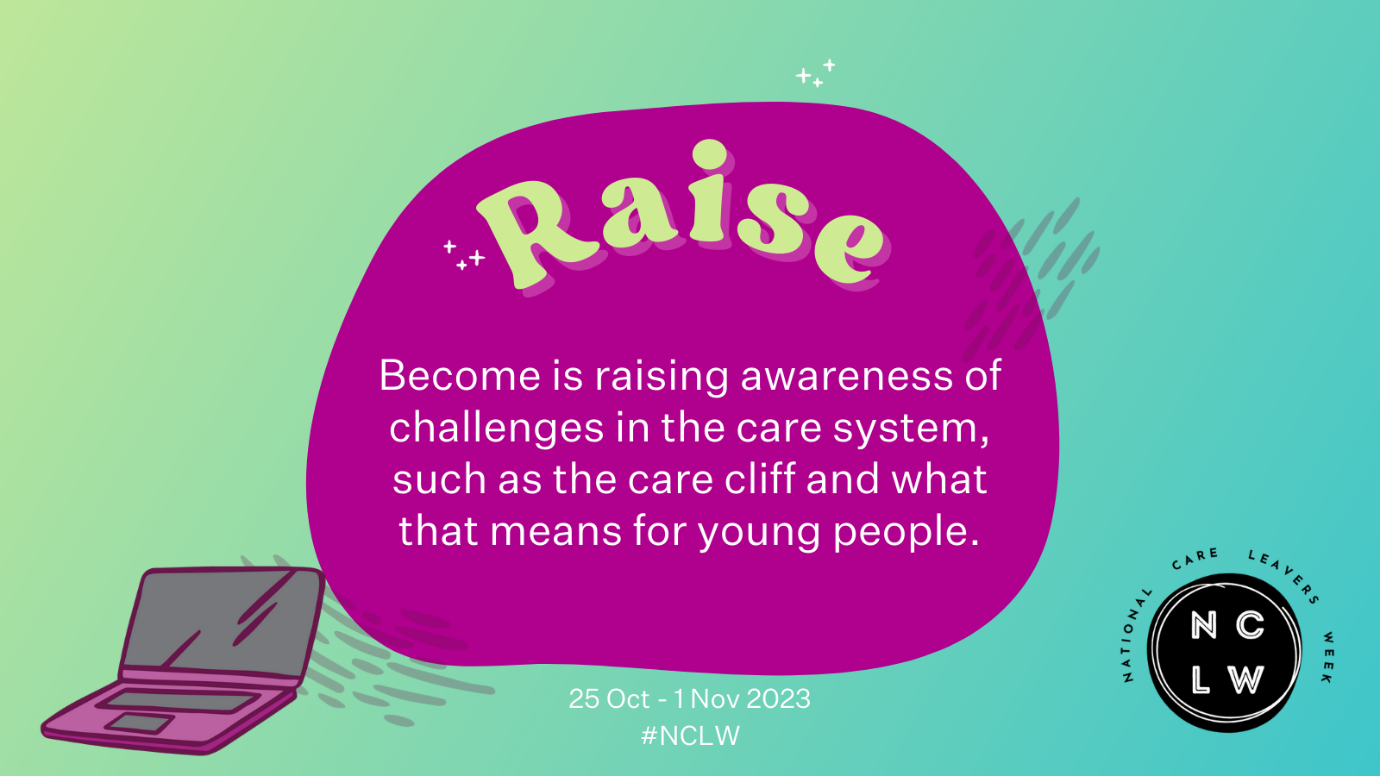 Raise
Become is raising awareness of
challenges in the care system,
such as the care cliff and what
that means for young people.
25 Oct - 1 Nov 2023
#NCLW
NATIONAL CARE LEAVERS WEEK
N C
L W